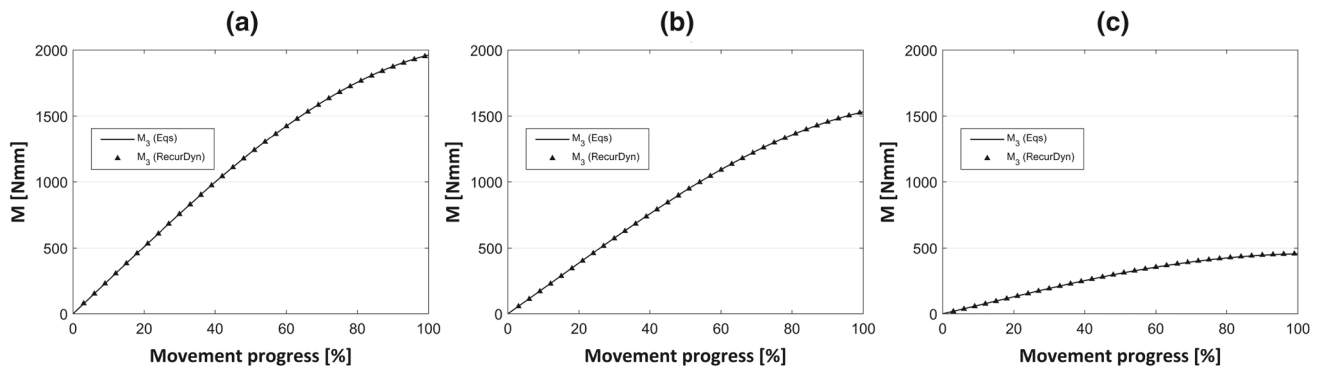 (a)
2000
1500
1000
500
0
M [Nmm]
M3 (Eqs)
M3 (RecurDyn)
0 20 40 60 80 100
Movement progress [%]
(b)
2000
1500
1000
500
0
M [Nmm]
M3 (Eqs)
M3 (RecurDyn)
0 20 40 60 80 100
Movement progress [%]
(c)
2000
1500
1000
500
0
M [Nmm]
M3 (Eqs)
M3 (RecurDyn)
0 20 40 60 80 100
Movement progress [%]